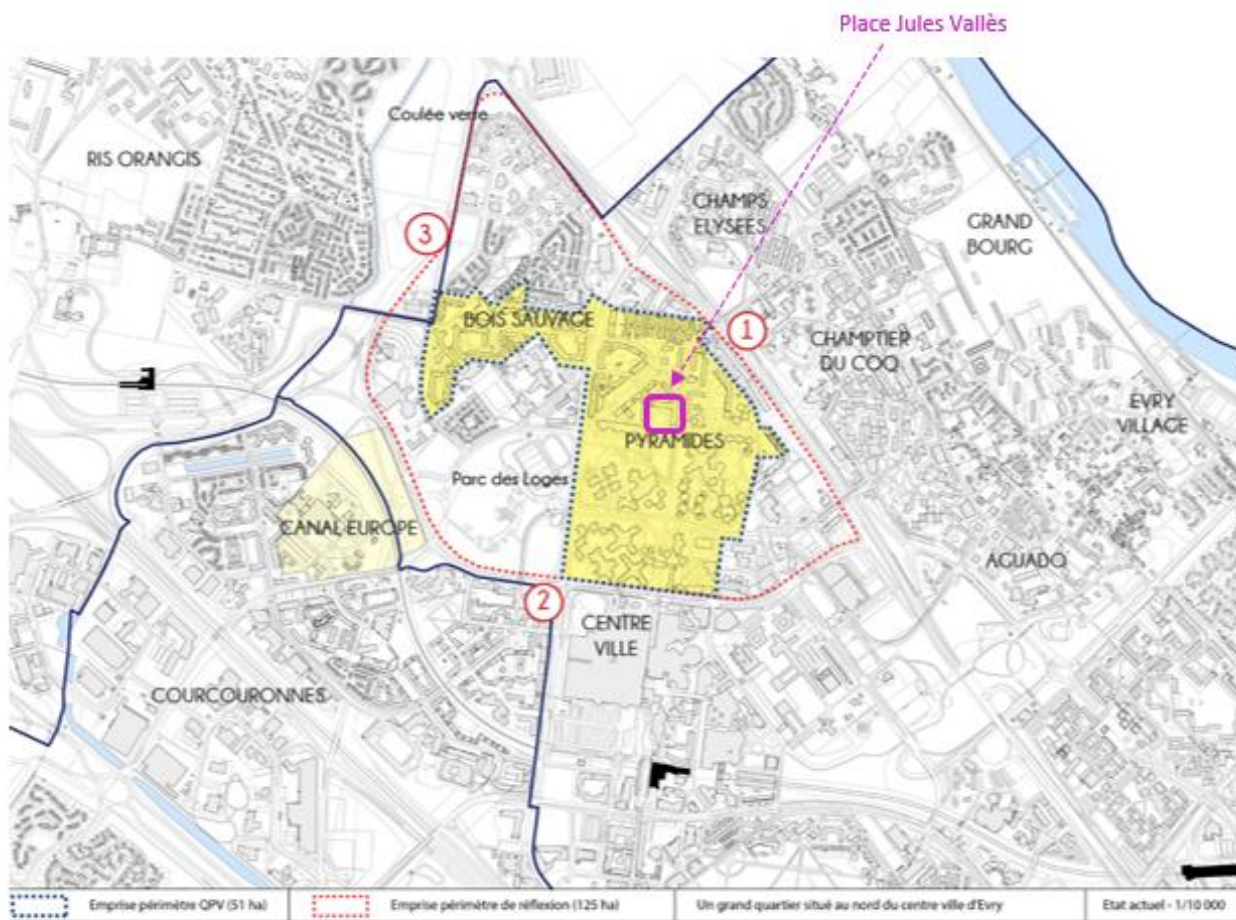 Place Jules Vallès
Coulée verte
RIS ORANGIS
CHAMPS
ELYSEES
GRAND
BOURG
3
BOIS SAUVAGE
1
CHAMPTIER
DU COQ
EVRY
VILLAGE
PYRAMIDES
Parc des Loges
CANAL EUROPE
AGUADO
2
CENTRE
VILLE
COURCOURONNES
Emprise périmètre QPV (51 ha)
Emprise périmètre de réflexion (125 ha)
Un grand quartier situé au nord du centre ville d'Evry
Etat actuel - 1/10 000